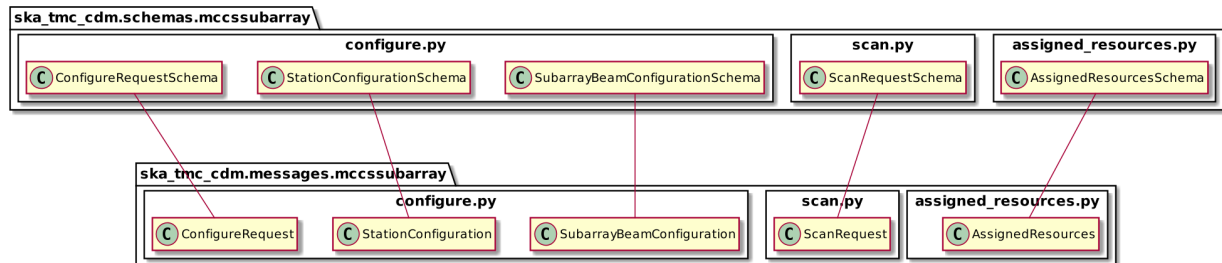 ska_tmc_cdm.schemas.mccssubarray
configure.py
scan.py
assigned_resources.py
C ConfigureRequestSchema
C StationConfigurationSchema
C SubarrayBeamConfigurationSchema
C ScanRequestSchema
C AssignedResourcesSchema
ska_tmc_cdm.messages.mccssubarray
configure.py
scan.py
assigned_resources.py
C ConfigureRequest
C StationConfiguration
C SubarrayBeamConfiguration
C ScanRequest
C AssignedResources